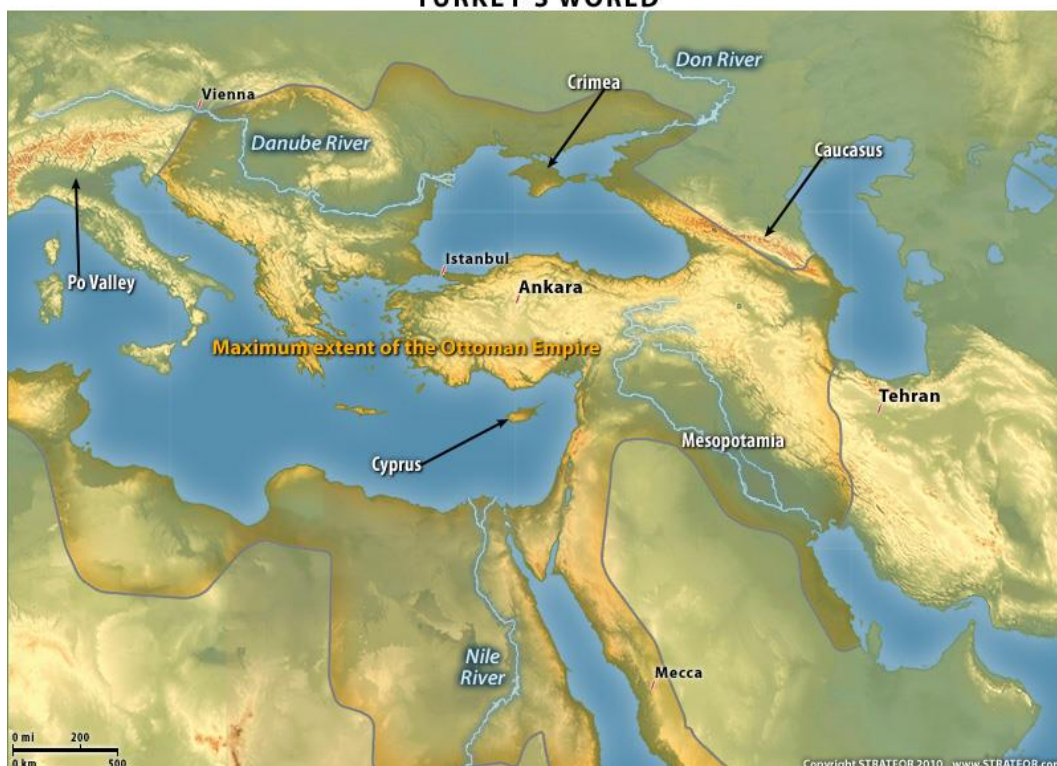 TURKEY'S WORLD
Don River
Crimea
Vienna
Danube River
Caucasus
Istanbul
Po Valley
Ankara
Maximum extent of the Ottoman Empire
Tehran
Mesopotamia
Cyprus
Nile
River
Mecca
0 mi 200
0 km 500
Copyright STRATFOR 2010 www.STRATFOR.com